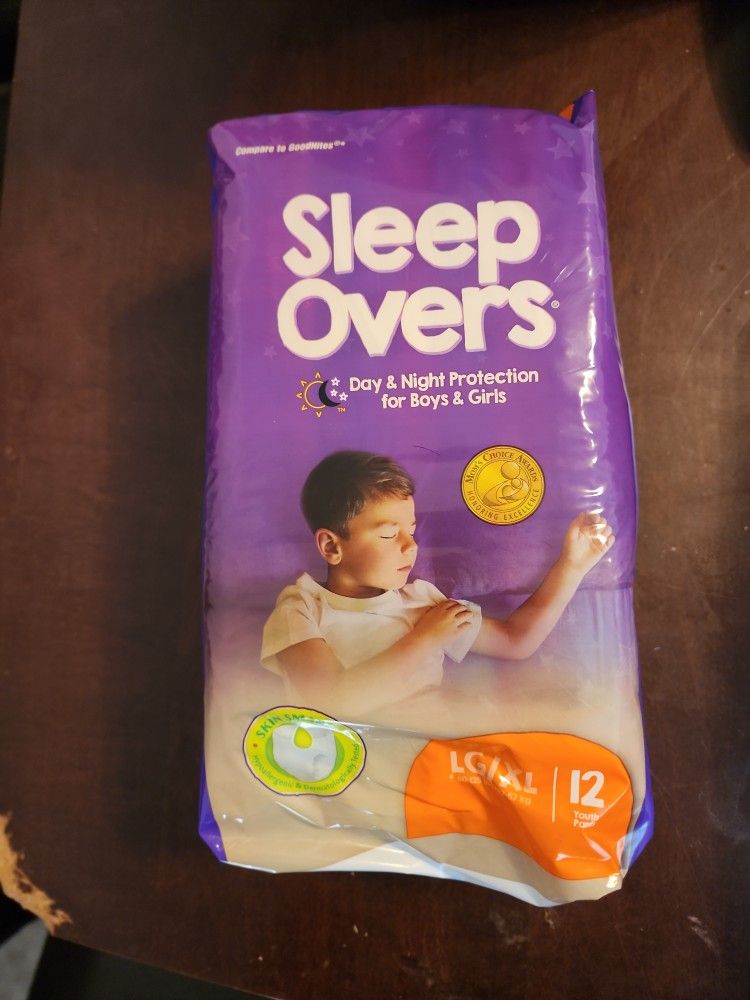 Compare to GoodNites®*
Sleep
Overs®
Day & Night Protection
for Boys & Girls
TM
MOM'S CHOICE AWARDS
HONORING EXCELLENCE
SKIN
Hypoallergenic & Dermatologically Tested
LG/XL
12
Youth